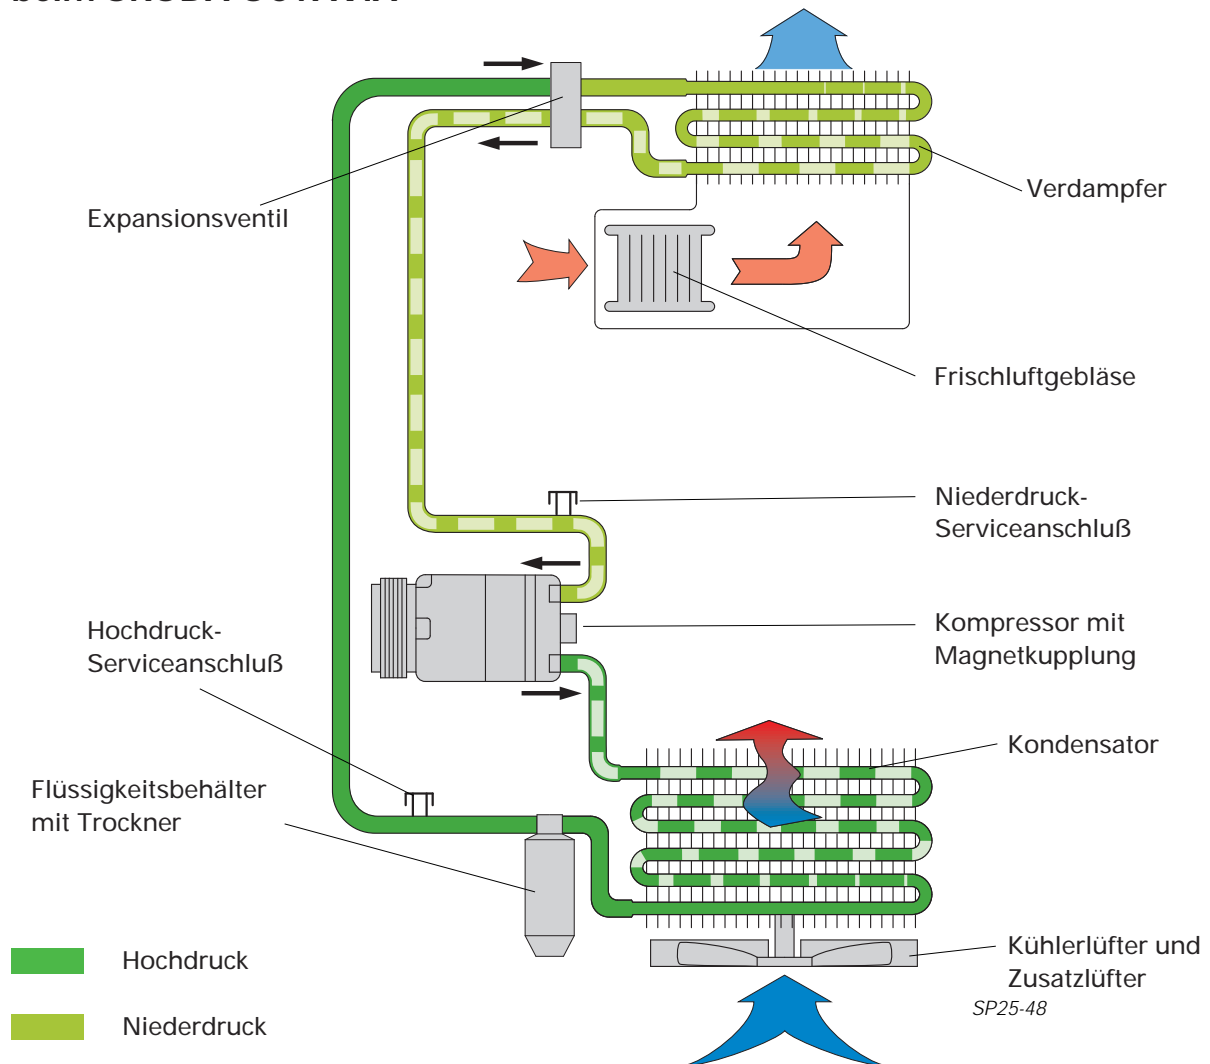 Expansionsventil
Verdampfer
Frischluftgebläse
Niederdruck-
Serviceanschluß
Kompressor mit
Magnetkupplung
Hochdruck-
Serviceanschluß
Kondensator
Flüssigkeitsbehälter
mit Trockner
Kühlerlüfter und
Zusatzlüfter
SP25-48
Hochdruck
Niederdruck